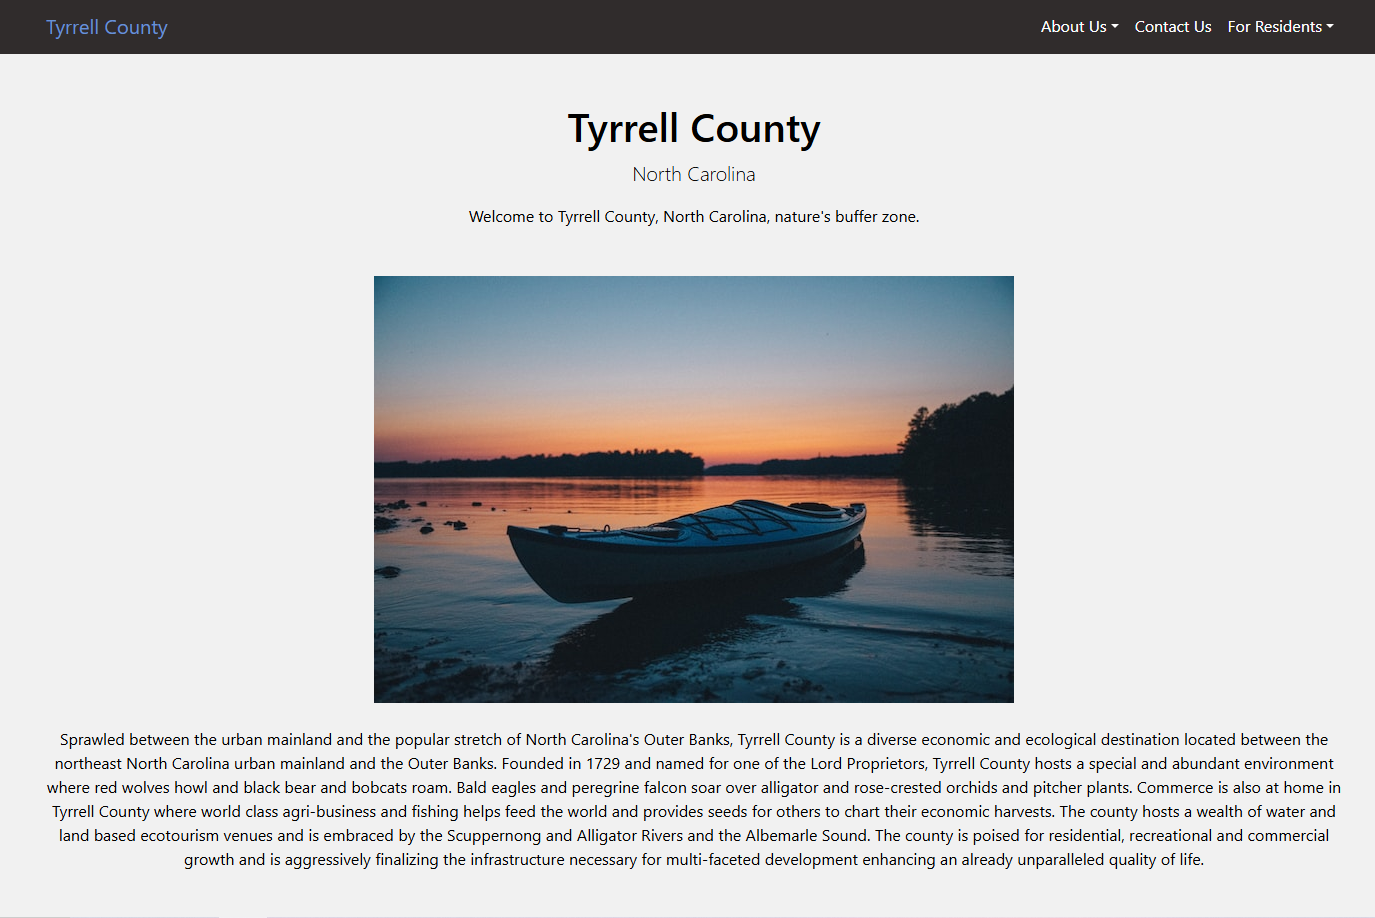 Tyrrell County
About Us Contact Us For Residents
Tyrrell County
North Carolina
Welcome to Tyrrell County, North Carolina, nature's buffer zone.
Sprawled between the urban mainland and the popular stretch of North Carolina's Outer Banks, Tyrrell County is a diverse economic and ecological destination located between the
northeast North Carolina urban mainland and the Outer Banks. Founded in 1729 and named for one of the Lord Proprietors, Tyrrell County hosts a special and abundant environment
where red wolves howl and black bear and bobcats roam. Bald eagles and peregrine falcon soar over alligator and rose-crested orchids and pitcher plants. Commerce is also at home in
Tyrrell County where world class agri-business and fishing helps feed the world and provides seeds for others to chart their economic harvests. The county hosts a wealth of water and
land based ecotourism venues and is embraced by the Scuppernong and Alligator Rivers and the Albemarle Sound. The county is poised for residential, recreational and commercial
growth and is aggressively finalizing the infrastructure necessary for multi-faceted development enhancing an already unparalleled quality of life.